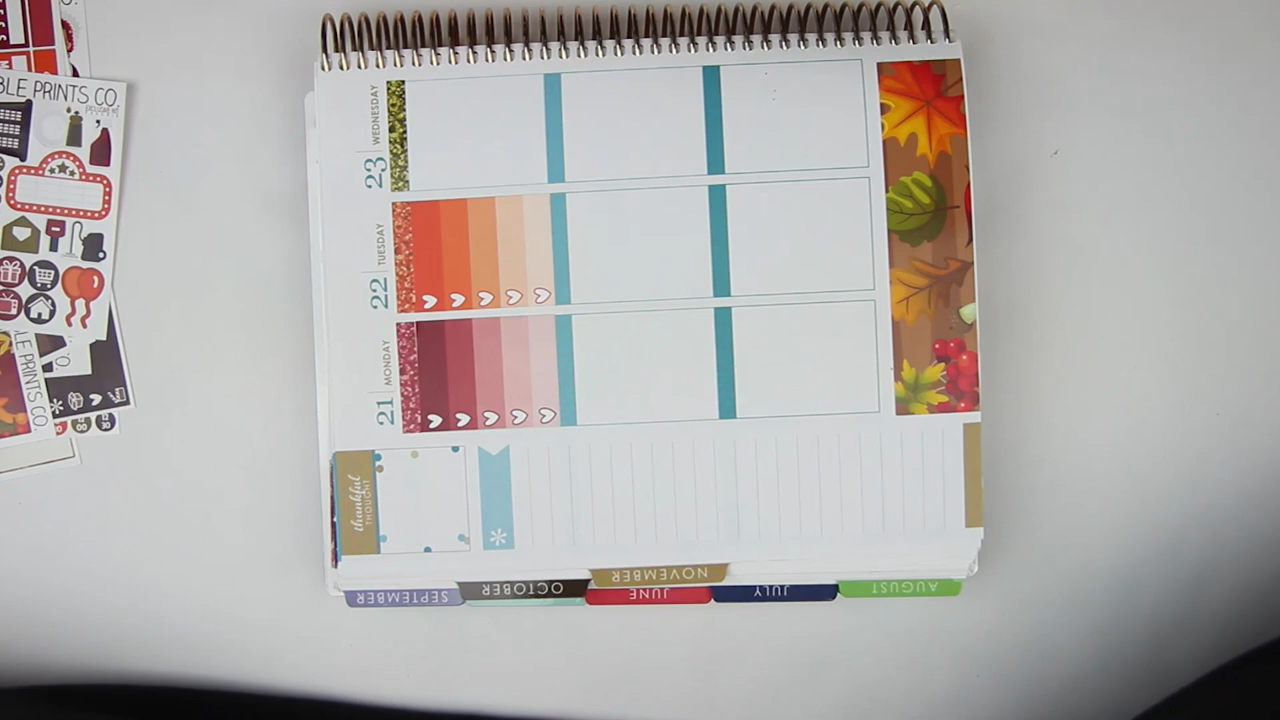 BLE PRINTS CO.
BLE PRINTS CO.
23 WEDNESDAY
22 TUESDAY
21 MONDAY
thankful
THOUGHT
SEPTEMBER
OCTOBER
NOVEMBER
JUNE
JULY
AUGUST